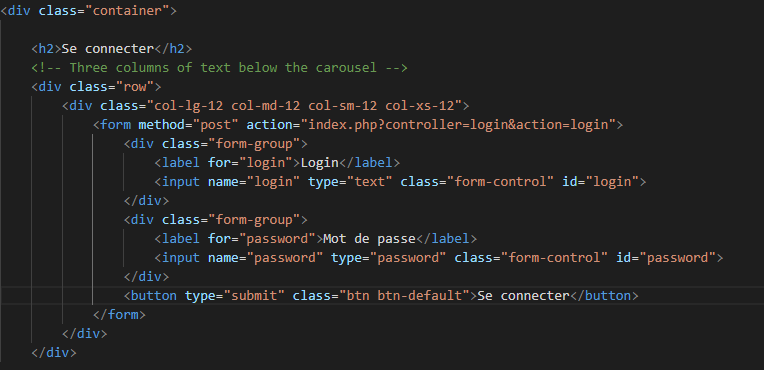 <div class="container">
<h2>Se connecter</h2>
<!-- Three columns of text below the carousel -->
<div class="row">
<div class="col-lg-12 col-md-12 col-sm-12 col-xs-12">
<form method="post" action="index.php?controller=login&action=login">
<div class="form-group">
<label for="login">Login</label>
<input name="login" type="text" class="form-control" id="login">
</div>
<div class="form-group">
<label for="password">Mot de passe</label>
<input name="password" type="password" class="form-control" id="password">
</div>
<button type="submit" class="btn btn-default">Se connecter</button>
</form>
</div>
</div>